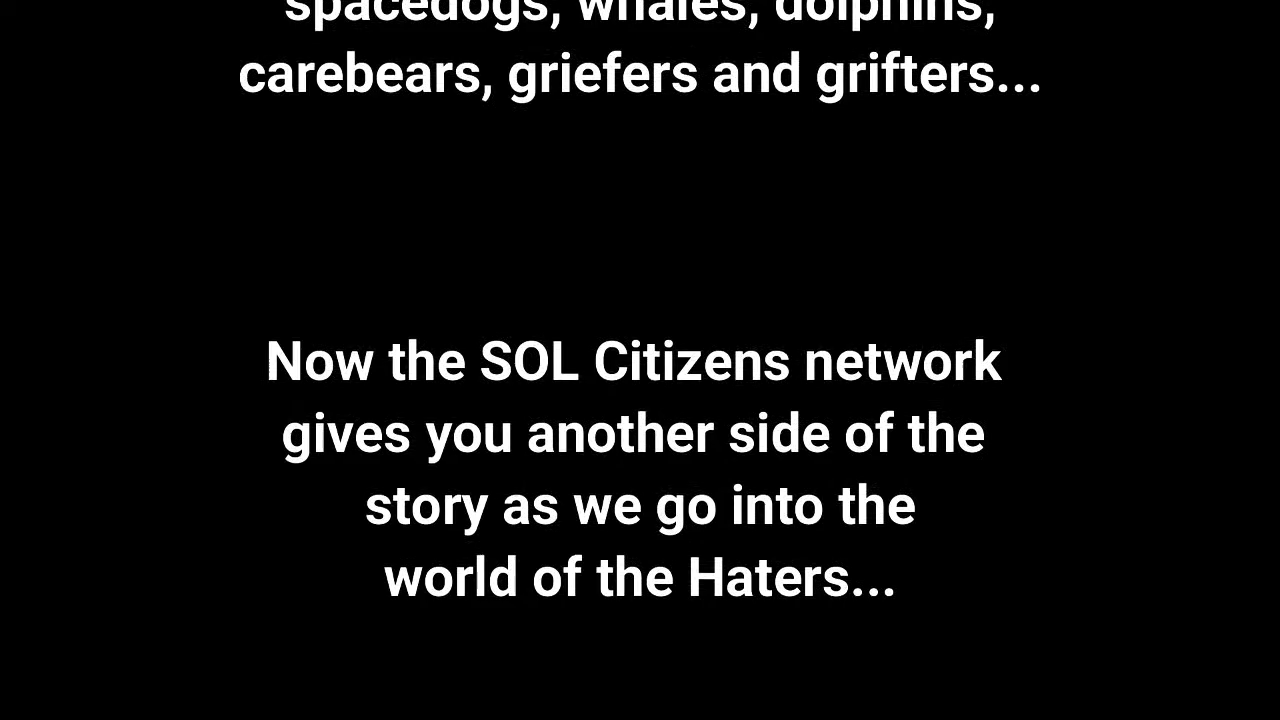 spacedogs, whales, dolphins,
carebears, griefers and grifters...
Now the SOL Citizens network
gives you another side of the
story as we go into the
world of the Haters...